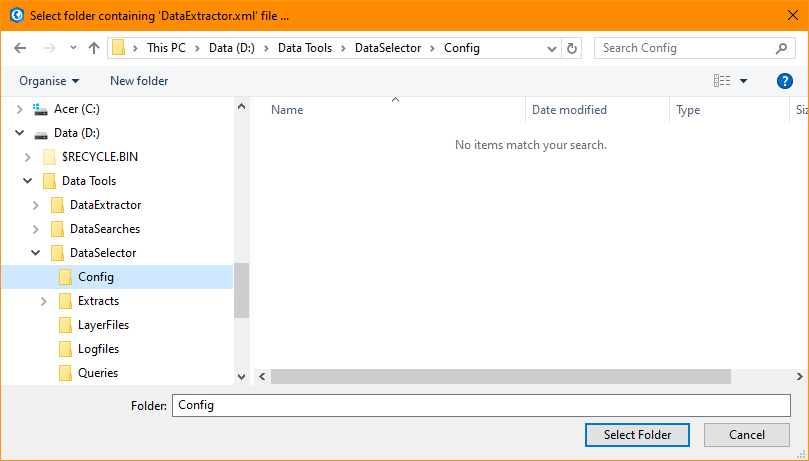 Select folder containing 'DataExtractor.xml' file ...
This PC > Data (D:) > Data Tools > DataSelector > Config
Search Config
Organise
New folder
Acer (C:)
Data (D:)
$RECYCLE.BIN
Data Tools
DataExtractor
DataSearches
DataSelector
Config
Extracts
LayerFiles
Logfiles
Queries
Name
Date modified
Type
Siz
No items match your search.
Folder: Config
Select Folder
Cancel